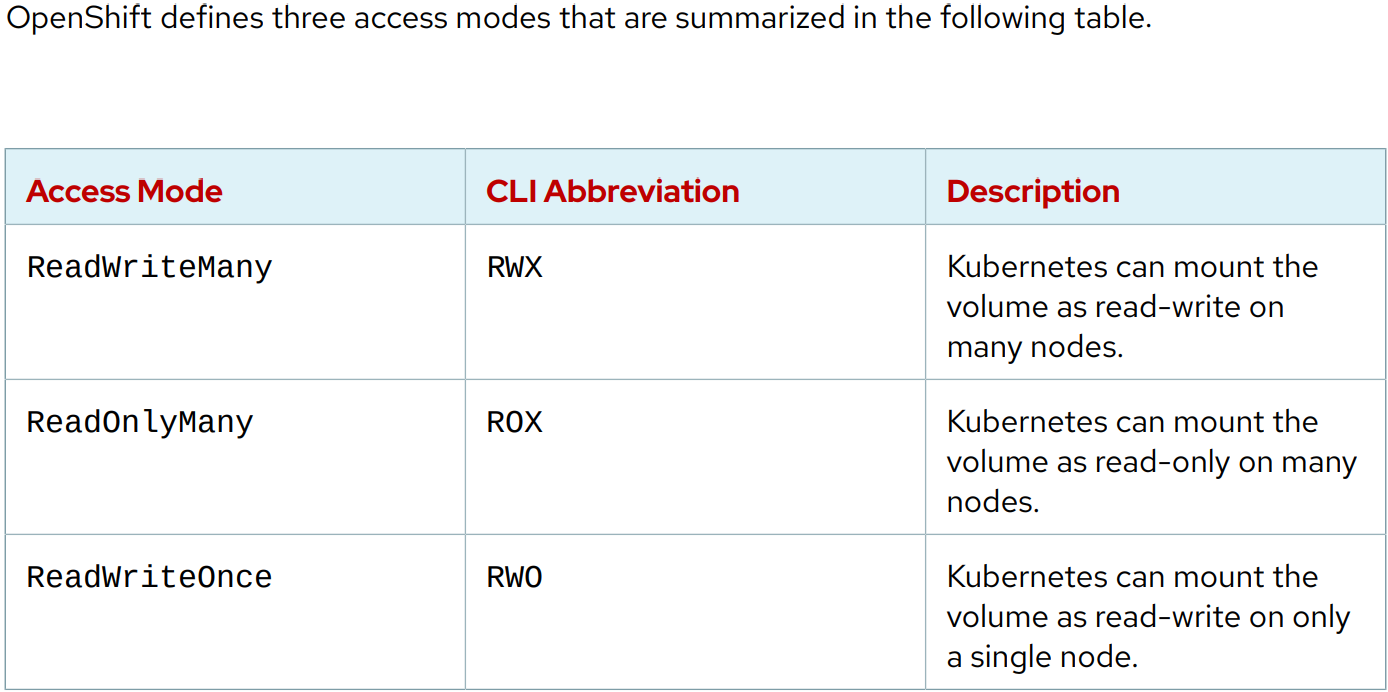 OpenShift defines three access modes that are summarized in the following table.
Access Mode
CLI Abbreviation
Description
ReadWriteMany
RWX
Kubernetes can mount the
volume as read-write on
many nodes.
ReadOnlyMany
ROX
Kubernetes can mount the
volume as read-only on many
nodes.
ReadWriteOnce
RWO
Kubernetes can mount the
volume as read-write on only
a single node.